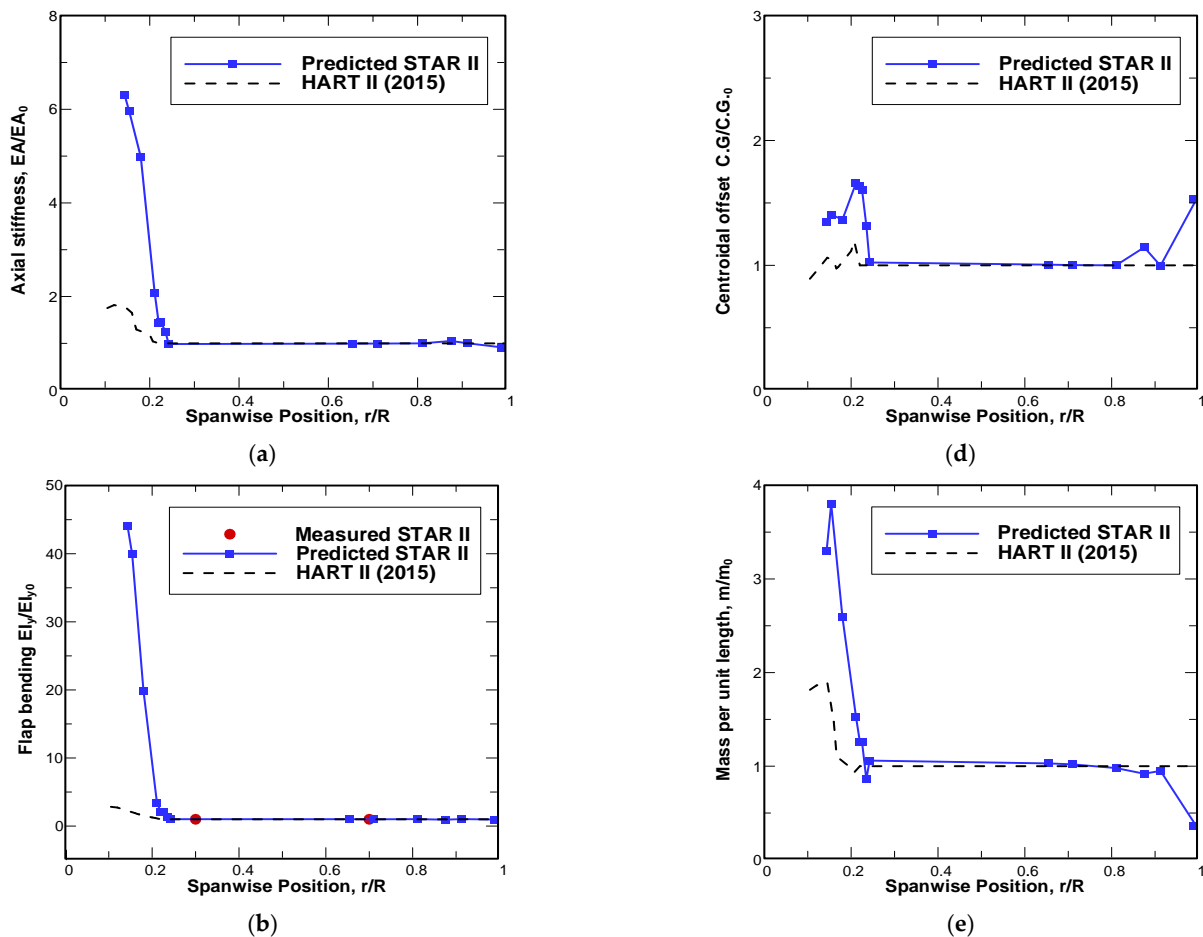 8
6
4
2
0
Axial stiffness, EA/EA0
Predicted STAR II
HART II (2015)
0 0.2 0.4 0.6 0.8 1
Spanwise Position, r/R
(a)
3
2
1
0
Centroidal offset C.G/C.G.0
Predicted STAR II
HART II (2015)
0 0.2 0.4 0.6 0.8 1
Spanwise Position, r/R
(d)
50
40
30
20
10
0
Flap bending EIy/EIy0
Measured STAR II
Predicted STAR II
HART II (2015)
0 0.2 0.4 0.6 0.8 1
Spanwise Position, r/R
(b)
4
3
2
1
0
Mass per unit length, m/m0
Predicted STAR II
HART II (2015)
0 0.2 0.4 0.6 0.8 1
Spanwise Position, r/R
(e)